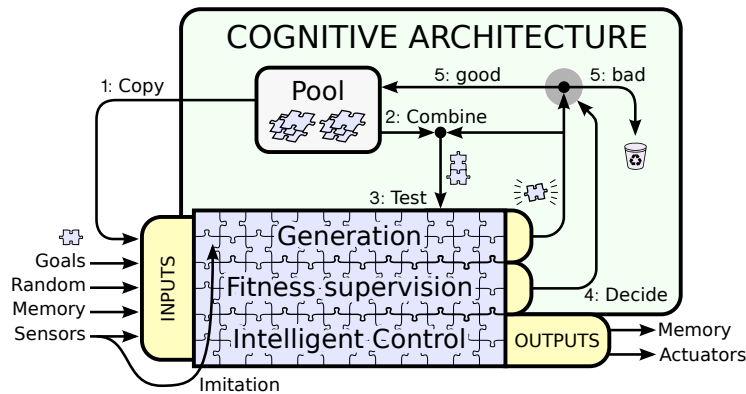 COGNITIVE ARCHITECTURE
1: Copy
Pool
5: good
5: bad
2: Combine
3: Test
Goals
Random
Memory
Sensors
INPUTS
Generation
Fitness supervision
Intelligent Control
4: Decide
OUTPUTS
Memory
Actuators
Imitation